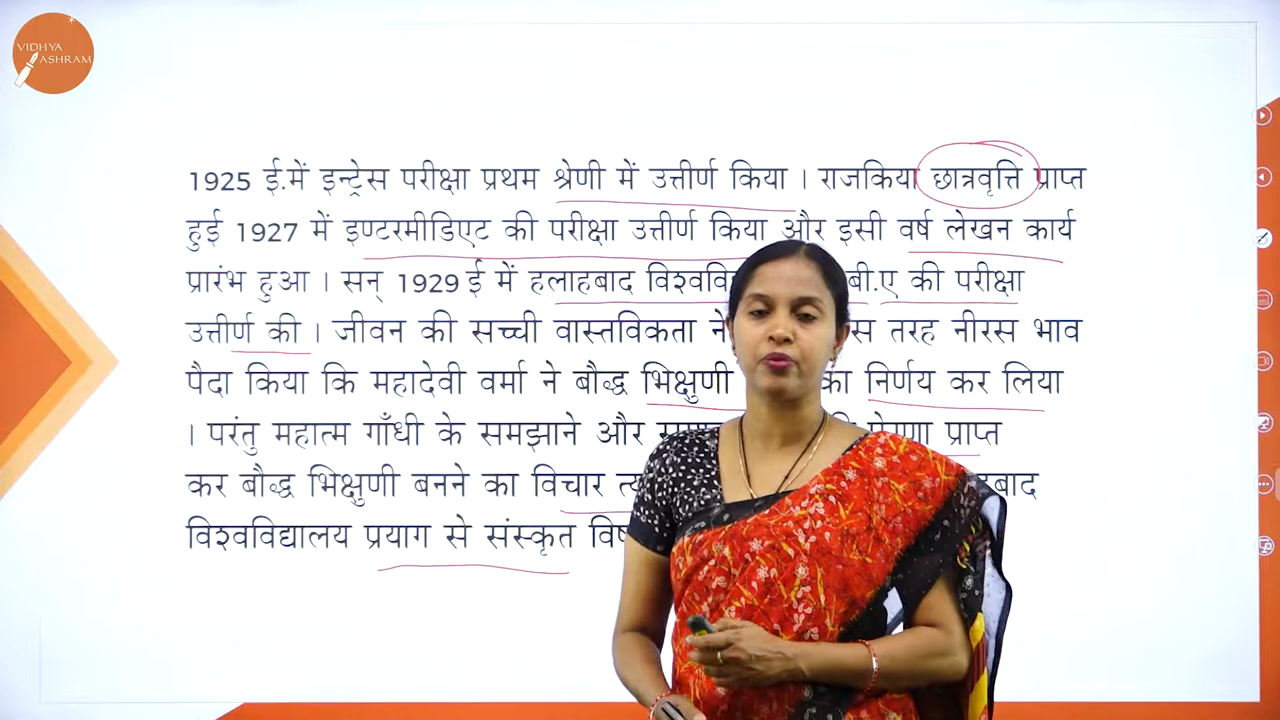 VIDHYA
ASHRAM
1925 ई.में इन्ट्रेस परीक्षा प्रथम श्रेणी में उत्तीर्ण किया । राजकिया छात्रवृत्ति प्राप्त
हुई 1927 में इण्टरमीडिएट की परीक्षा उत्तीर्ण किया और इसी वर्ष लेखन कार्य
प्रारंभ हुआ । सन् 1929 ई में हलाहबाद बी.ए की परीक्षा
उत्तीर्ण की । जीवन की सच्ची वास्तविकता ने तरह नीरस भाव
पैदा किया कि महादेवी वर्मा ने बौद्ध भिक्षुणी का निर्णय कर लिया
। परंतु महात्म गाँधी के समझाने और प्राप्त
कर बौद्ध भिक्षुणी बनने का विचार
विश्वविद्यालय प्रयाग से संस्कृत